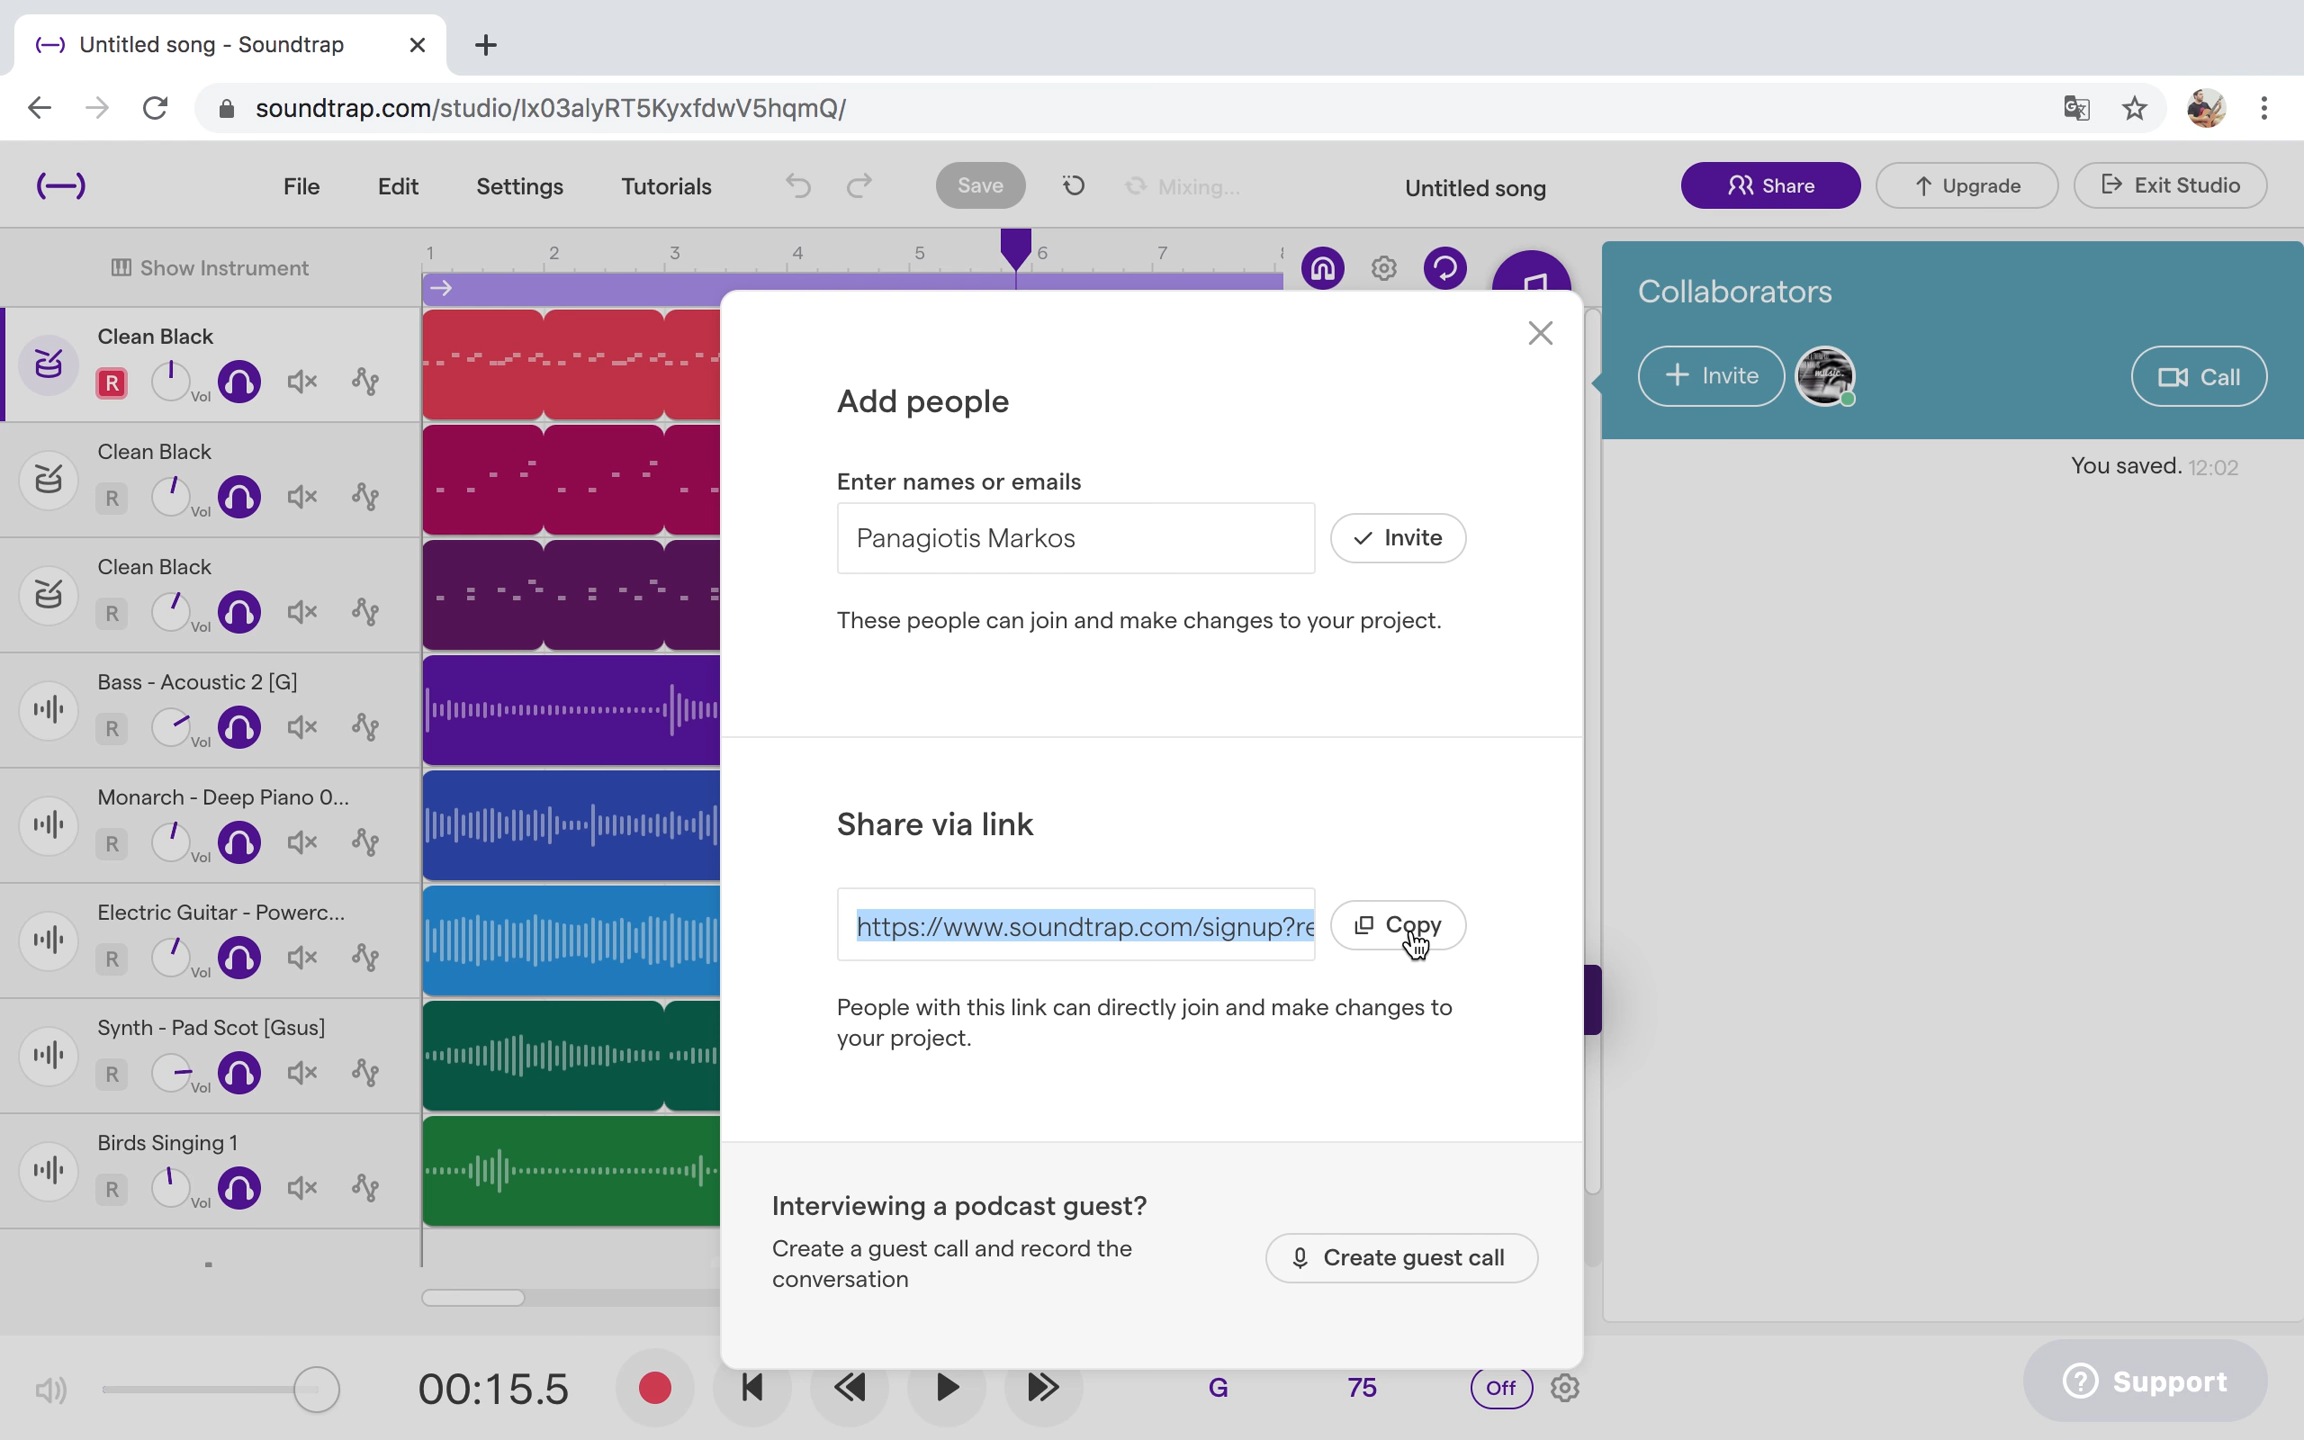 Untitled song - Soundtrap
soundtrap.com/studio/Ix03alyRT5KyxfdwV5hqmQ/
File Edit Settings Tutorials Save Mixing... Untitled song Share Upgrade Exit Studio
Show Instrument
1 2 3 4 5 6 7
Collaborators
Invite Call
You saved. 12:02
Clean Black
R Vol
Clean Black
R Vol
Clean Black
R Vol
Bass - Acoustic 2 [G]
R Vol
Monarch - Deep Piano 0...
R Vol
Electric Guitar - Powerc...
R Vol
Synth - Pad Scot [Gsus]
R Vol
Birds Singing 1
R Vol
Add people
Enter names or emails
Panagiotis Markos Invite
These people can join and make changes to your project.
Share via link
https://www.soundtrap.com/signup?re Copy
People with this link can directly join and make changes to
your project.
Interviewing a podcast guest?
Create a guest call and record the
conversation
Create guest call
00:15.5 G 75 Off
Support